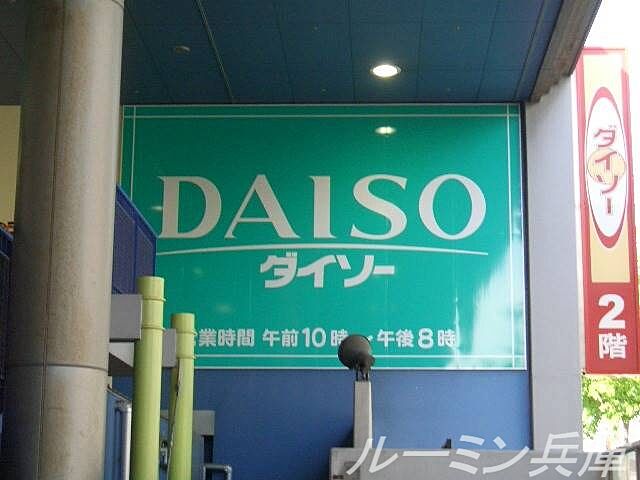 DAISO
ダイソー
業時間 午前10時～午後8時
ダイソー
2階
ルーミン兵庫